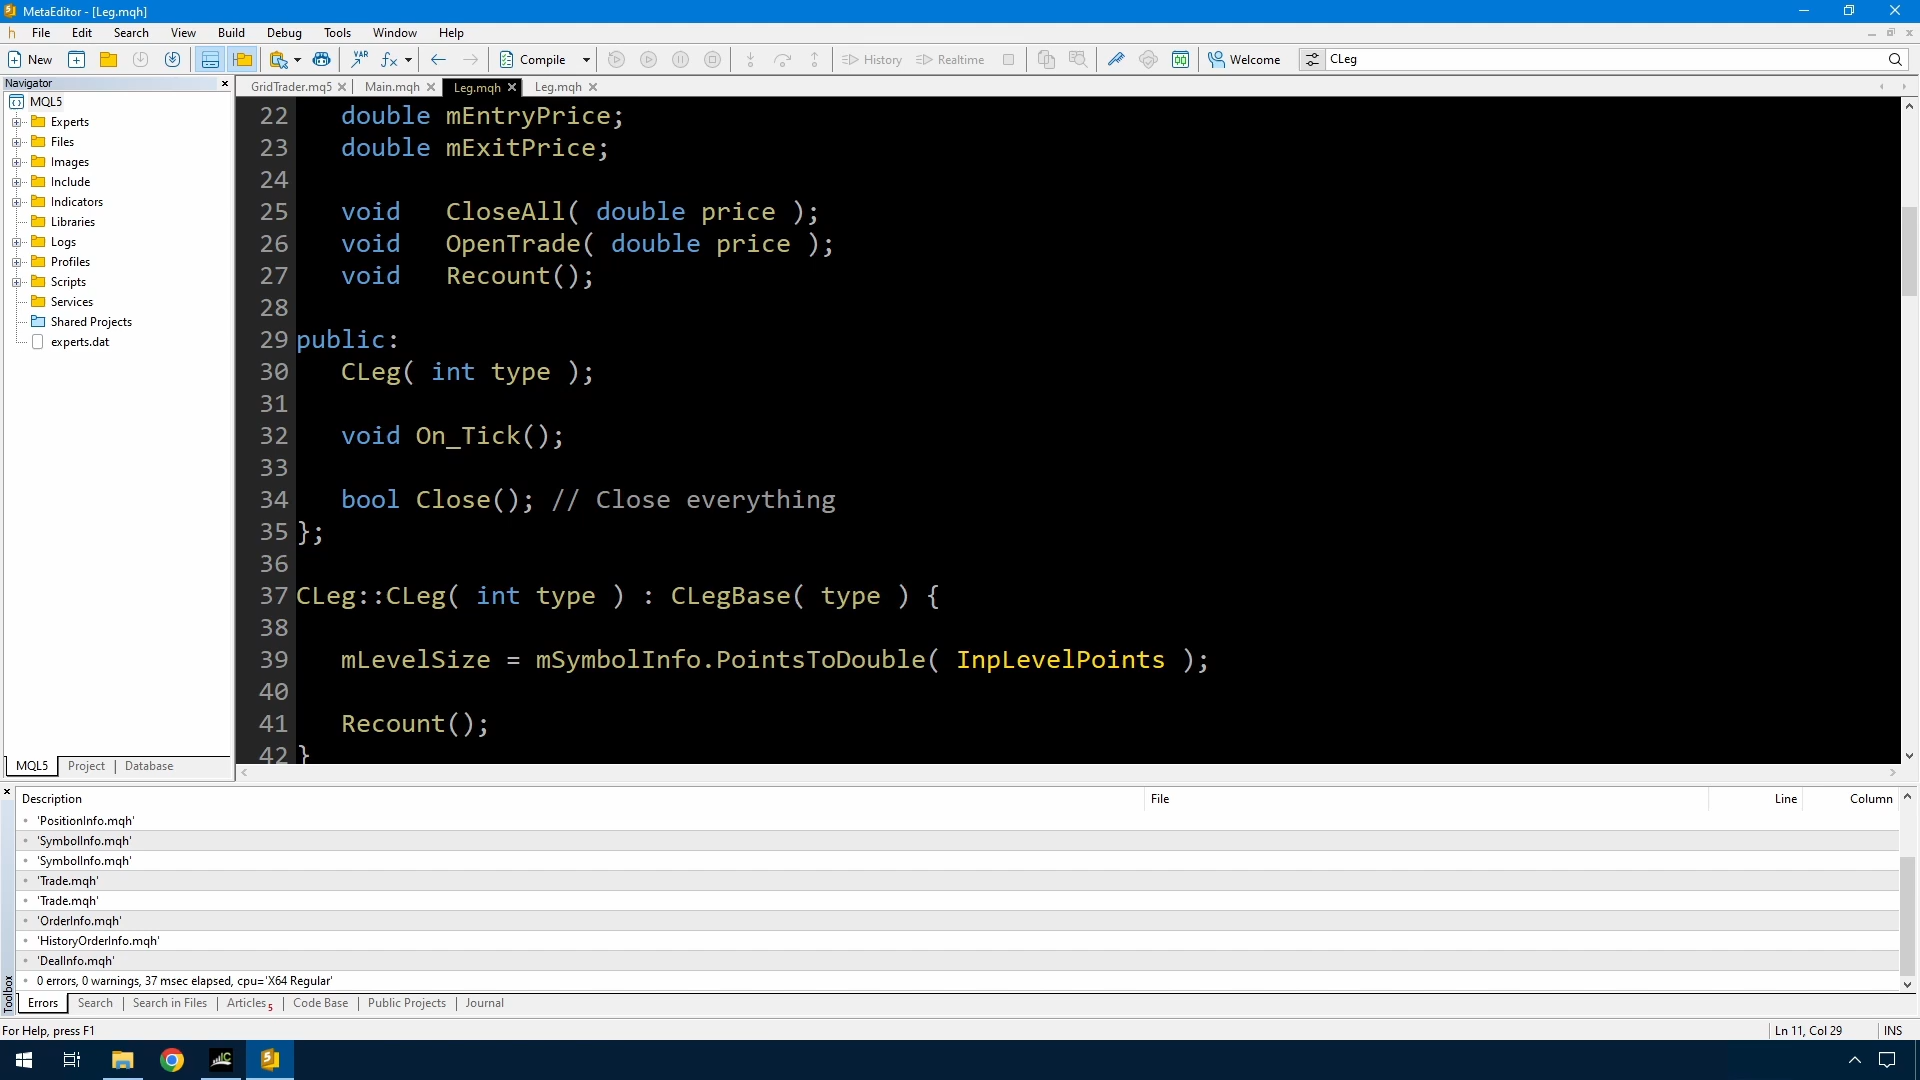 MetaEditor - [Leg.mqh]
File Edit Search View Build Debug Tools Window Help
New VAR fx Compile History Realtime Welcome CLeg
Navigator
MQL5
Experts
Files
Images
Include
Indicators
Libraries
Logs
Profiles
Scripts
Services
Shared Projects
experts.dat
MQL5 Project Database
GridTrader.mq5 Main.mqh Leg.mqh Leg.mqh
22 double mEntryPrice;
23 double mExitPrice;
24
25 void CloseAll( double price );
26 void OpenTrade( double price );
27 void Recount();
28
29 public:
30 CLeg( int type );
31
32 void On_Tick();
33
34 bool Close(); // Close everything
35 };
36
37 CLeg::CLeg( int type ) : CLegBase( type ) {
38
39 mLevelSize = mSymbolInfo.PointsToDouble( InpLevelPoints );
40
41 Recount();
42 }
Description File Line Column
'PositionInfo.mqh'
'SymbolInfo.mqh'
'SymbolInfo.mqh'
'Trade.mqh'
'Trade.mqh'
'OrderInfo.mqh'
'HistoryOrderInfo.mqh'
'DealInfo.mqh'
0 errors, 0 warnings, 37 msec elapsed, cpu='X64 Regular'
Toolbox
Errors Search Search in Files Articles 5 Code Base Public Projects Journal
For Help, press F1 Ln 11, Col 29 INS